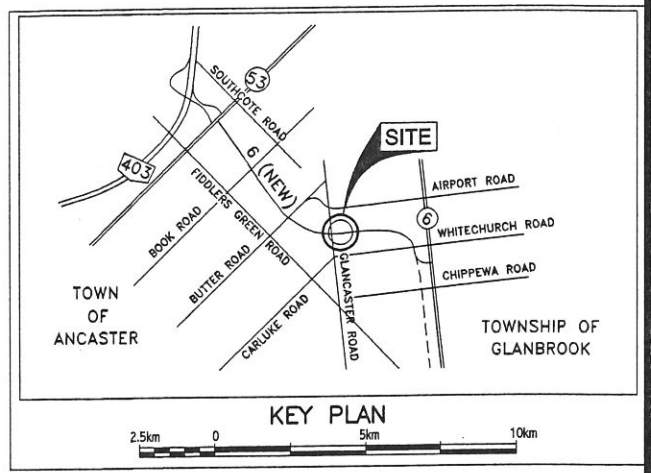 53
SOUTHCOTE ROAD
403
6 (NEW)
SITE
FIDDLERS GREEN ROAD
AIRPORT ROAD
6
BOOK ROAD
WHITECHURCH ROAD
BUTTER ROAD
GLANCASTER ROAD
CHIPPEWA ROAD
CARLUKE ROAD
TOWN
OF
ANCASTER
TOWNSHIP OF
GLANBROOK
KEY PLAN
2.5km 0 5km 10km